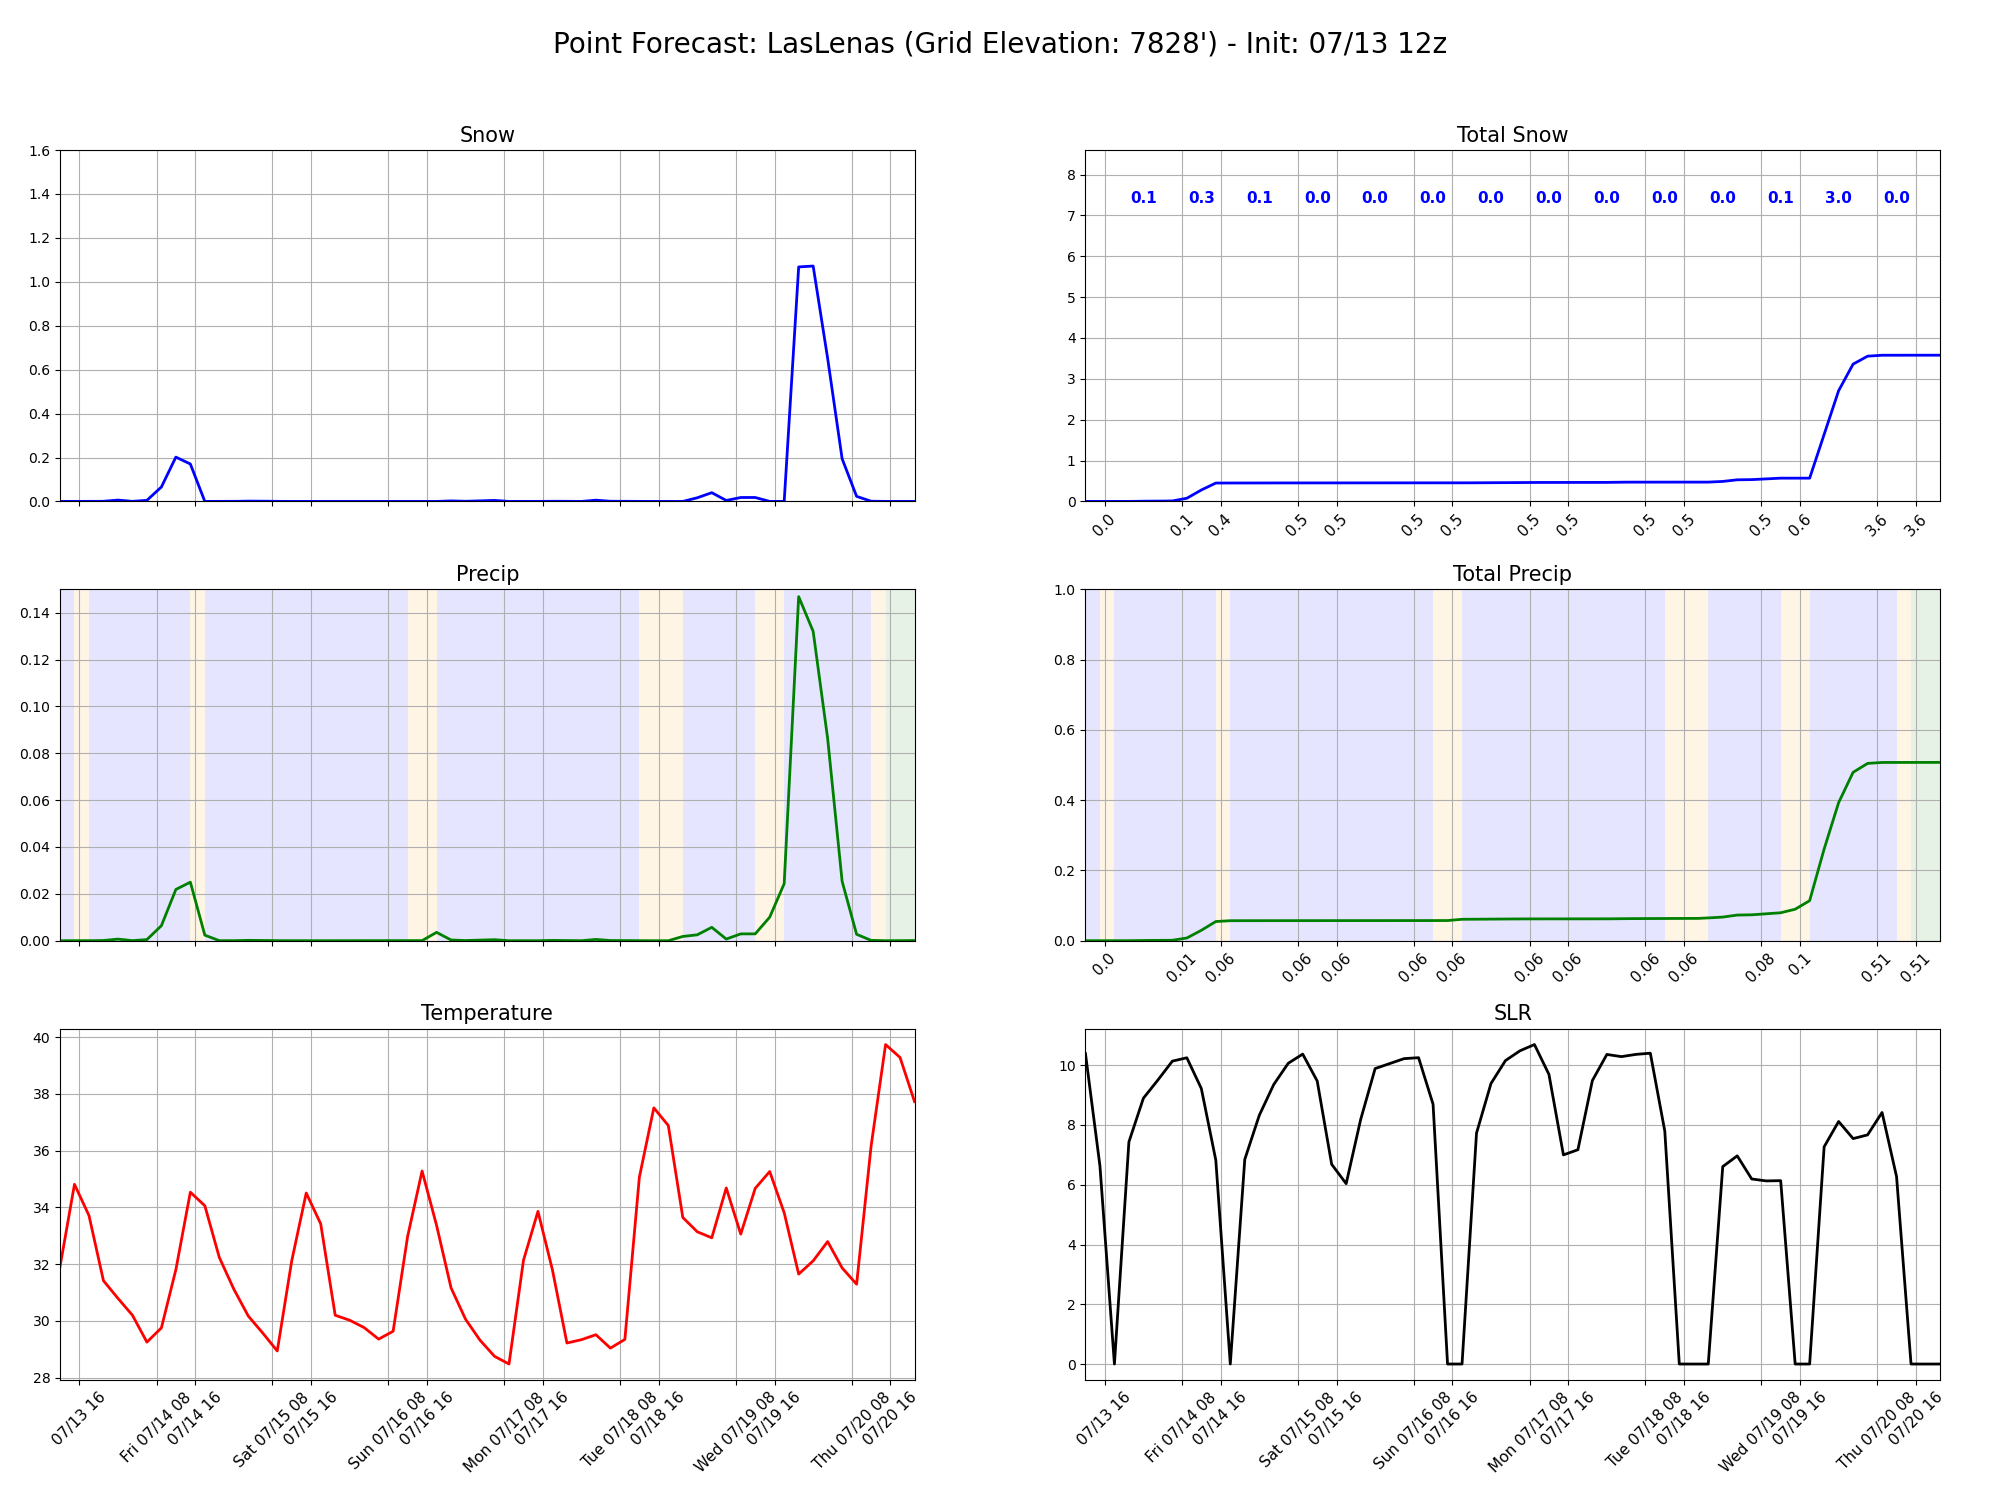 Point Forecast: LasLenas (Grid Elevation: 7828') - Init: 07/13 12z
Snow
1.6
1.4
1.2
1.0
0.8
0.6
0.4
0.2
0.0
Total Snow
8
7
6
5
4
3
2
1
0
0.1 0.3 0.1 0.0 0.0 0.0 0.0 0.0 0.0 0.0 0.0 0.1 3.0 0.0
0.0 0.1 0.4 0.5 0.5 0.5 0.5 0.5 0.5 0.5 0.5 0.5 0.6 3.6 3.6
Precip
0.14
0.12
0.10
0.08
0.06
0.04
0.02
0.00
Total Precip
1.0
0.8
0.6
0.4
0.2
0.0
0.0 0.01 0.06 0.06 0.06 0.06 0.06 0.06 0.06 0.06 0.06 0.08 0.1 0.51 0.51
Temperature
40
38
36
34
32
30
28
07/13 16
Fri 07/14 08
07/14 16
Sat 07/15 08
07/15 16
Sun 07/16 08
07/16 16
Mon 07/17 08
07/17 16
Tue 07/18 08
07/18 16
Wed 07/19 08
07/19 16
Thu 07/20 08
07/20 16
SLR
10
8
6
4
2
0
07/13 16
Fri 07/14 08
07/14 16
Sat 07/15 08
07/15 16
Sun 07/16 08
07/16 16
Mon 07/17 08
07/17 16
Tue 07/18 08
07/18 16
Wed 07/19 08
07/19 16
Thu 07/20 08
07/20 16